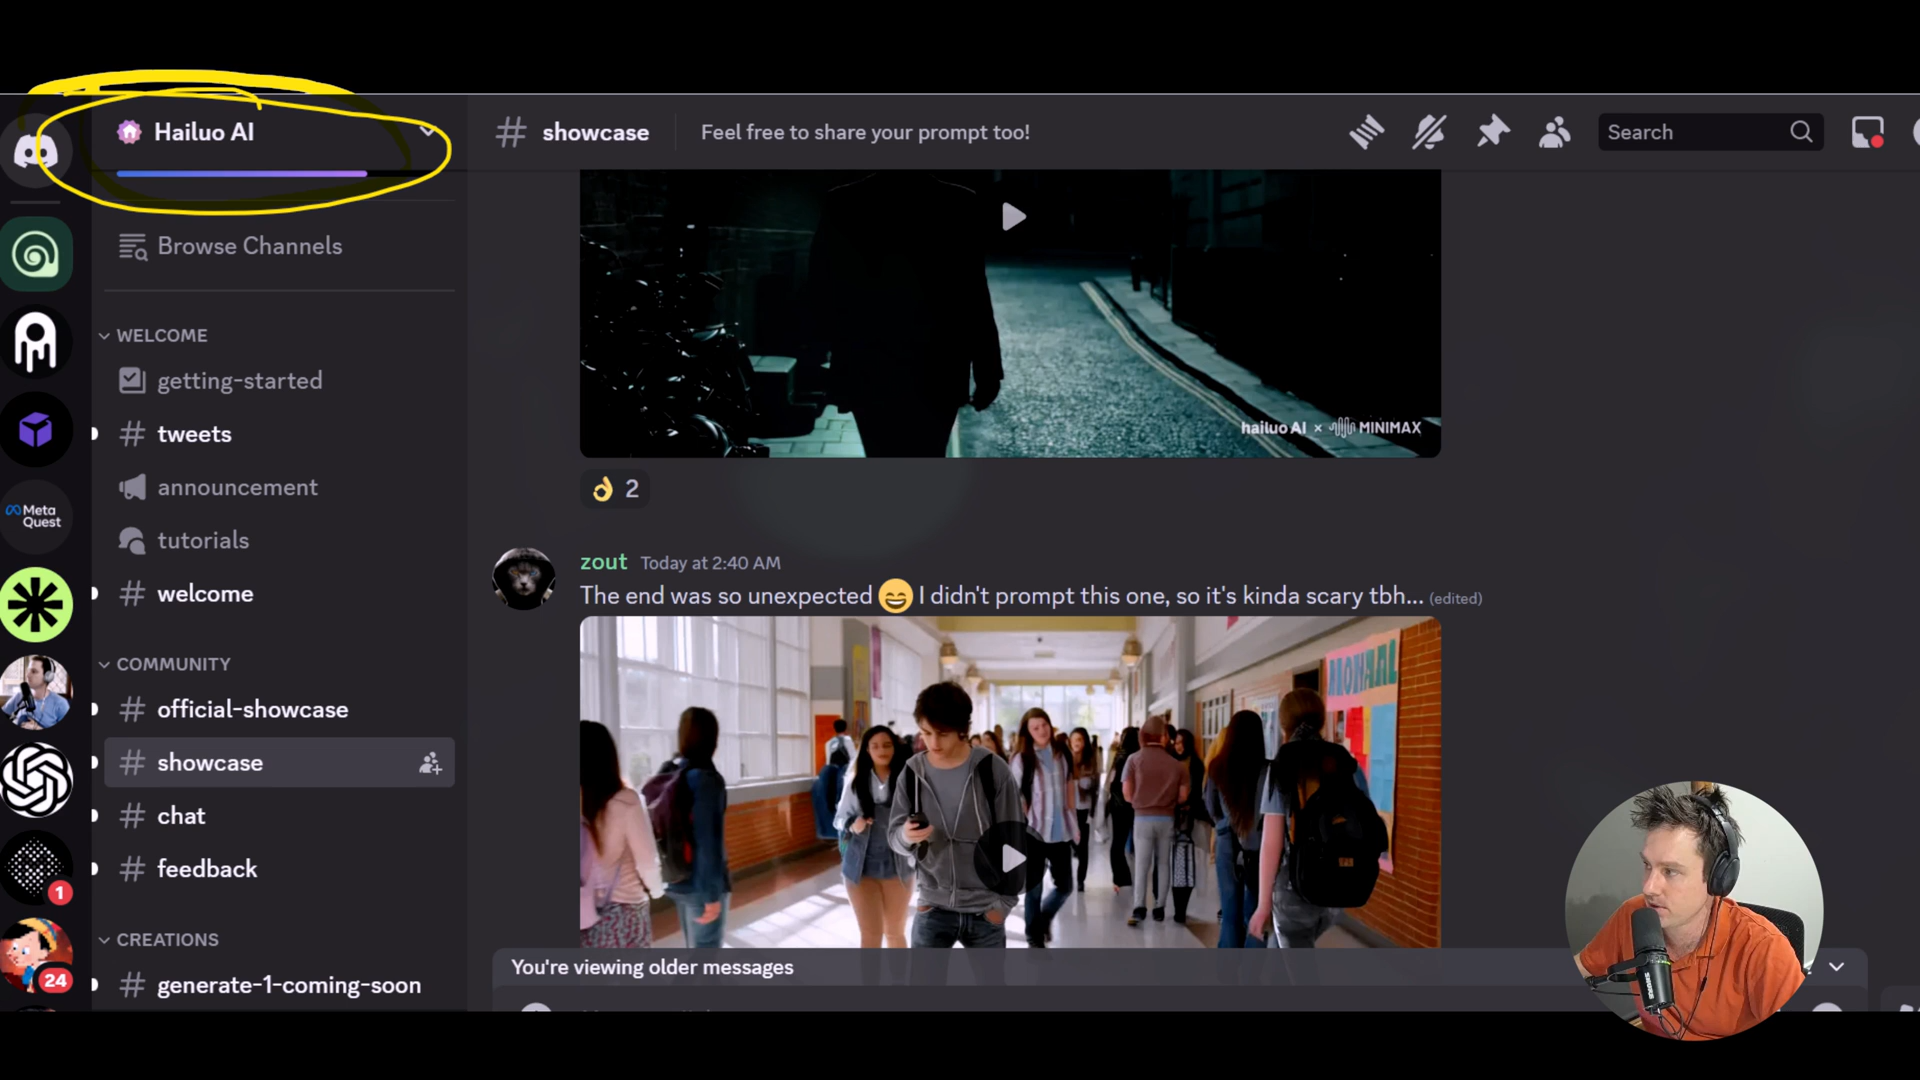 Hailuo AI
showcase
Feel free to share your prompt too!
Search
Browse Channels
WELCOME
getting-started
tweets
announcement
tutorials
welcome
COMMUNITY
official-showcase
showcase
chat
feedback
CREATIONS
generate-1-coming-soon
Meta
Quest
1
24
hailuo AI × MINIMAX
2
zout Today at 2:40 AM
The end was so unexpected 😄 I didn't prompt this one, so it's kinda scary tbh... (edited)
You're viewing older messages